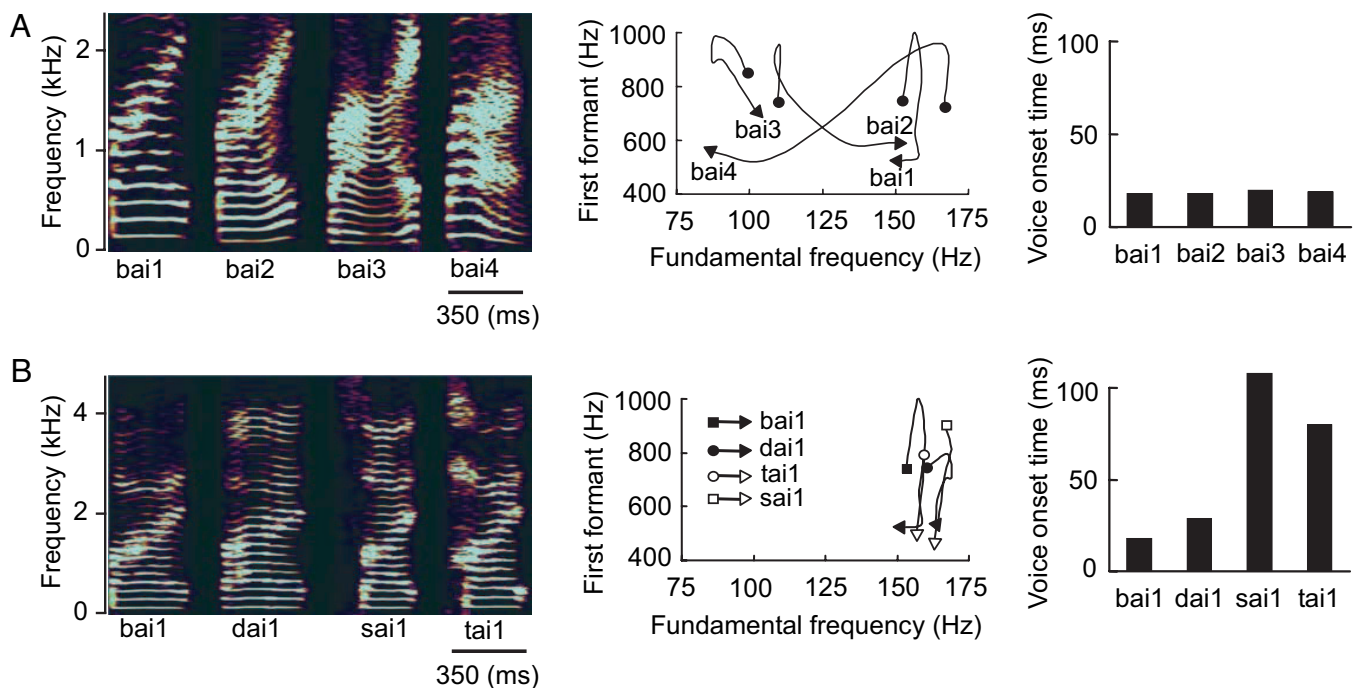 A
Frequency (kHz)
2
1
0
bai1 bai2 bai3 bai4
350 (ms)
First formant (Hz)
1000
800
600
400
bai3
bai2
bai4
bai1
75 100 125 150 175
Fundamental frequency (Hz)
Voice onset time (ms)
100
50
0
bai1 bai2 bai3 bai4
B
Frequency (kHz)
4
2
0
bai1 dai1 sai1 tai1
350 (ms)
First formant (Hz)
1000
800
600
400
bai1
dai1
tai1
sai1
75 100 125 150 175
Fundamental frequency (Hz)
Voice onset time (ms)
100
50
0
bai1 dai1 sai1 tai1